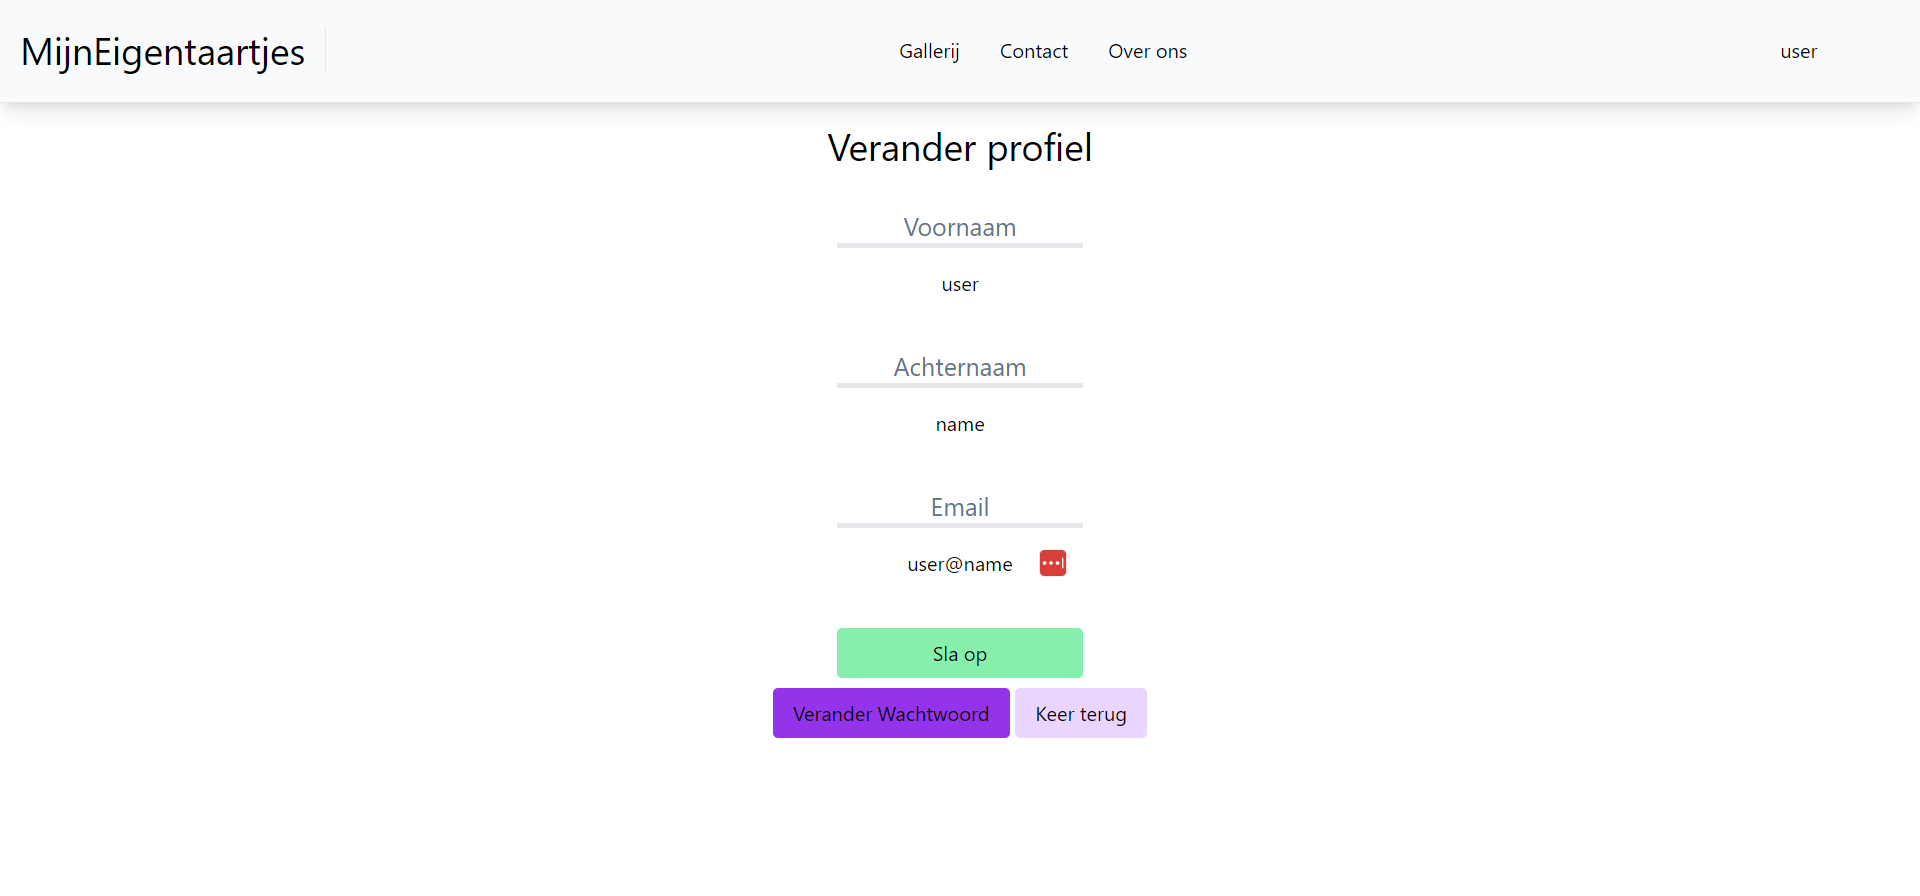 MijnEigentaartjes
Gallerij Contact Over ons
user
Verander profiel
Voornaam
user
Achternaam
name
Email
user@name
Sla op
Verander Wachtwoord Keer terug